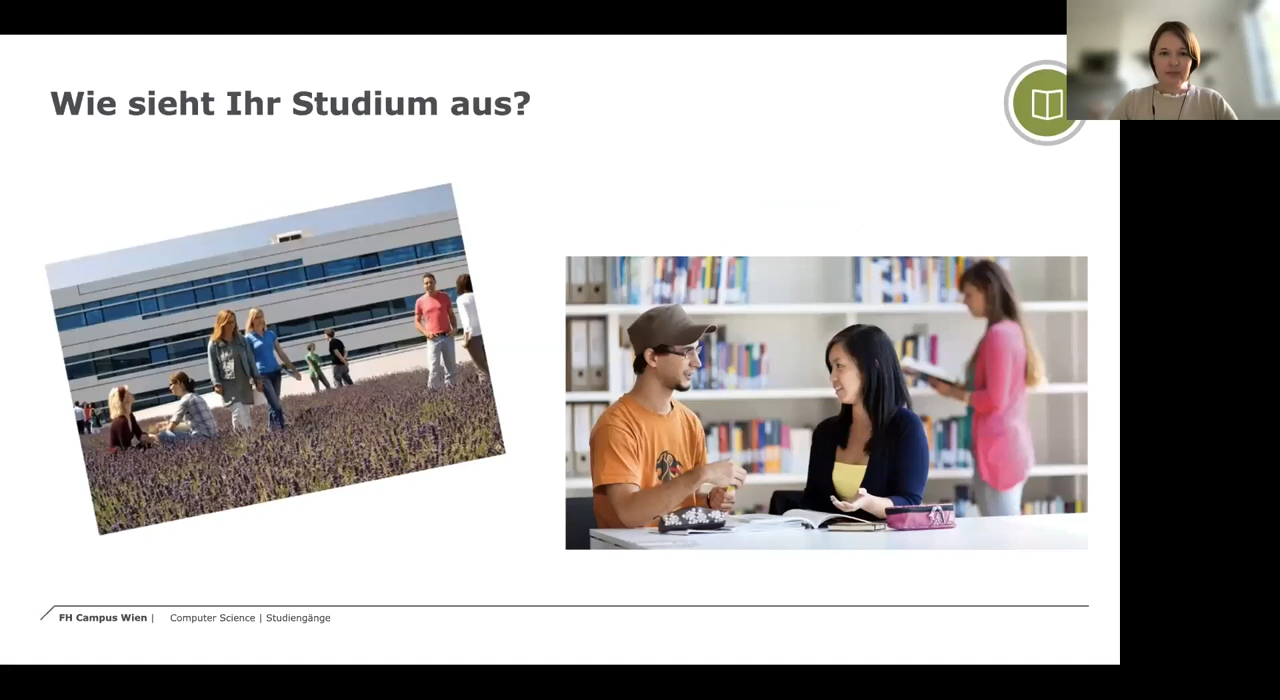 Wie sieht Ihr Studium aus?
FH Campus Wien | Computer Science | Studiengänge